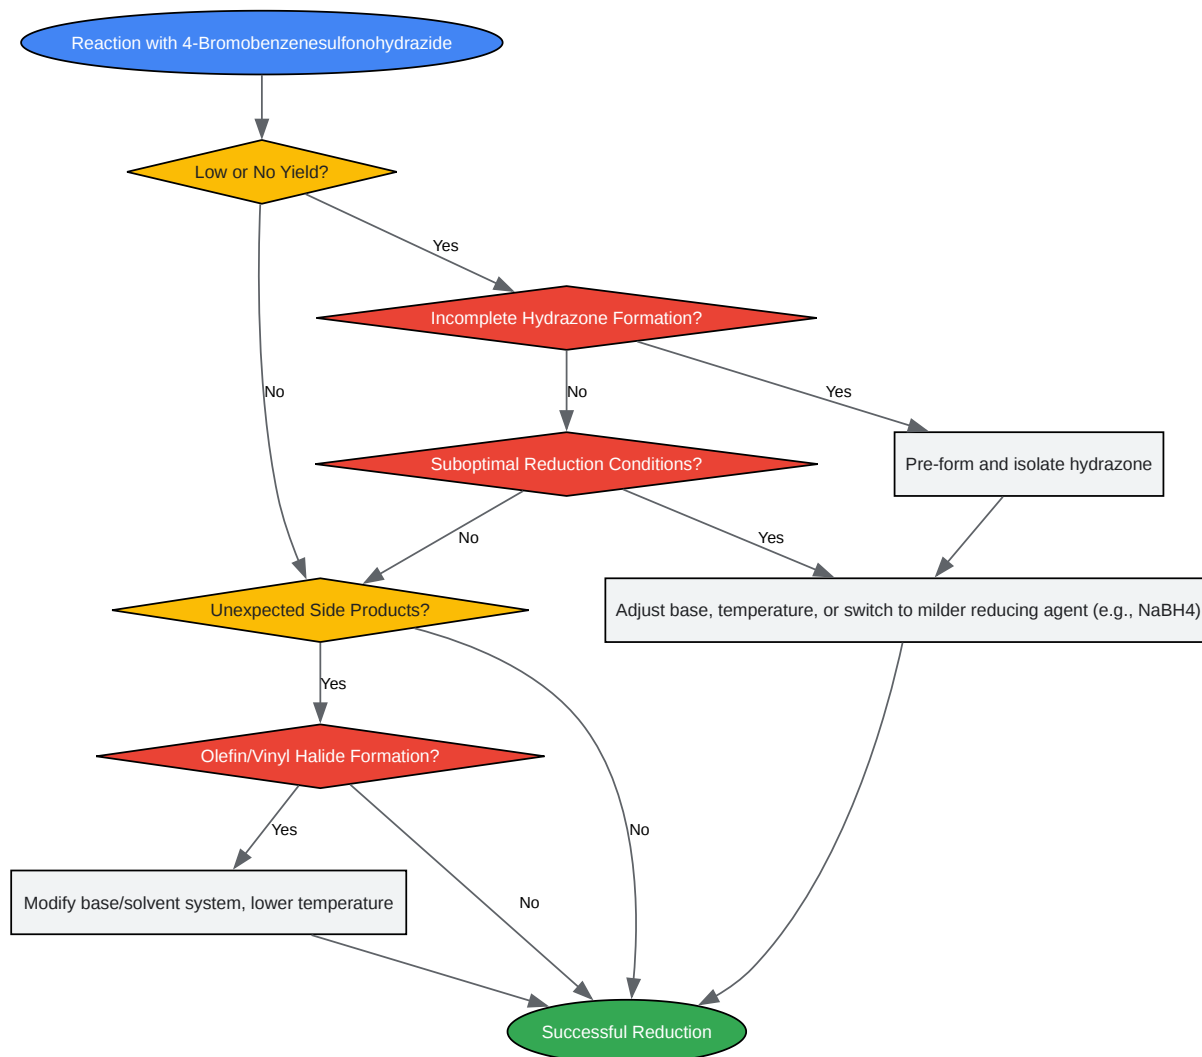 Reaction with 4-Bromobenzenesulfonohydrazide
Low or No Yield?
Yes
Incomplete Hydrazone Formation?
No
No
Yes
Suboptimal Reduction Conditions?
Pre-form and isolate hydrazone
No
Yes
Unexpected Side Products?
Adjust base, temperature, or switch to milder reducing agent (e.g., NaBH4)
Yes
Olefin/Vinyl Halide Formation?
Yes
No
Modify base/solvent system, lower temperature
No
Successful Reduction